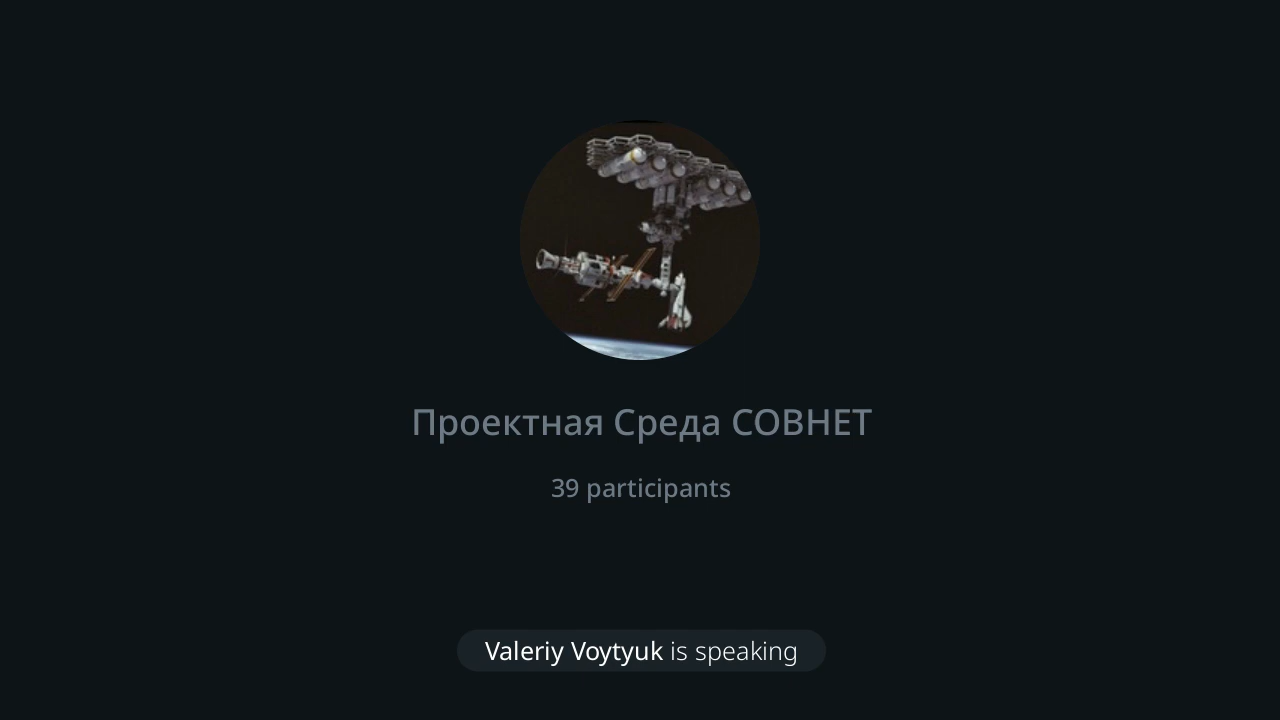 Проектная Среда СОВНЕТ
39 participants
Valeriy Voytyuk is speaking